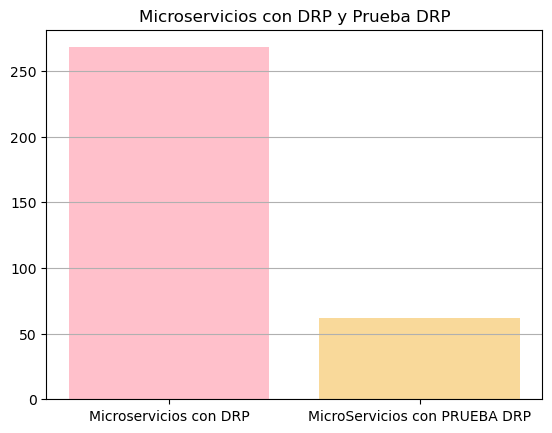 Microservicios con DRP y Prueba DRP
250
200
150
100
50
0
Microservicios con DRP
MicroServicios con PRUEBA DRP